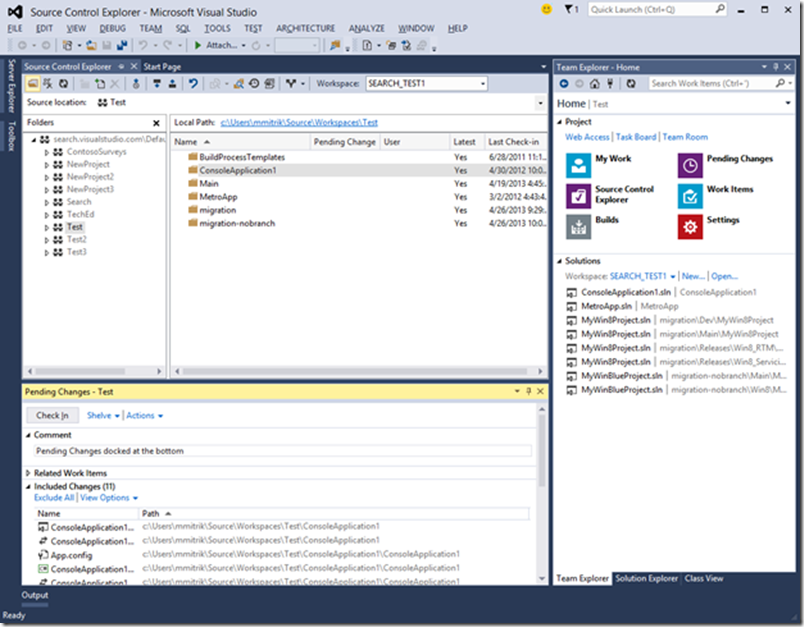 Source Control Explorer - Microsoft Visual Studio
1
Quick Launch (Ctrl+Q)
FILE EDIT VIEW DEBUG TEAM SQL TOOLS TEST ARCHITECTURE ANALYZE WINDOW HELP
Attach...
Server Explorer
Toolbox
Source Control Explorer
Start Page
Workspace: SEARCH_TEST1
Source location: Test
Folders
search.visualstudio.com\Defau
ContosoSurveys
NewProject
NewProject2
NewProject3
Search
TechEd
Test
Test2
Test3
Local Path: c:\Users\mmitrik\Source\Workspaces\Test
Name Pending Change User Latest Last Check-in
BuildProcessTemplates Yes 6/28/2011 11:1...
ConsoleApplication1 Yes 4/30/2012 10:0...
Main Yes 4/19/2013 4:45:...
MetroApp Yes 3/2/2012 4:43:4...
migration Yes 4/26/2013 9:29:...
migration-nobranch Yes 4/26/2013 10:0...
Pending Changes - Test
Check In Shelve Actions
Comment
Pending Changes docked at the bottom
Related Work Items
Included Changes (11)
Exclude All View Options
Name Path
ConsoleApplication1... c:\Users\mmitrik\Source\Workspaces\Test\ConsoleApplication1
ConsoleApplication1... c:\Users\mmitrik\Source\Workspaces\Test\ConsoleApplication1
App.config c:\Users\mmitrik\Source\Workspaces\Test\ConsoleApplication1\ConsoleApplication1
ConsoleApplication1... c:\Users\mmitrik\Source\Workspaces\Test\ConsoleApplication1\ConsoleApplication1
ConsoleApplication1... c:\Users\mmitrik\Source\Workspaces\Test\ConsoleApplication1\ConsoleApplication1
Team Explorer - Home
Search Work Items (Ctrl+')
Home | Test
Project
Web Access | Task Board | Team Room
My Work
Pending Changes
Source Control Explorer
Work Items
Builds
Settings
Solutions
Workspace: SEARCH_TEST1 | New... | Open...
ConsoleApplication1.sln | ConsoleApplication1
MetroApp.sln | MetroApp
MyWin8Project.sln | migration\Dev\MyWin8Project
MyWin8Project.sln | migration\Main\MyWin8Project
MyWin8Project.sln | migration\Releases\Win8_RTM\...
MyWin8Project.sln | migration\Releases\Win8_Servici...
MyWinBlueProject.sln | migration-nobranch\Main\M...
MyWinBlueProject.sln | migration-nobranch\Win8\M...
Team Explorer Solution Explorer Class View
Output
Ready